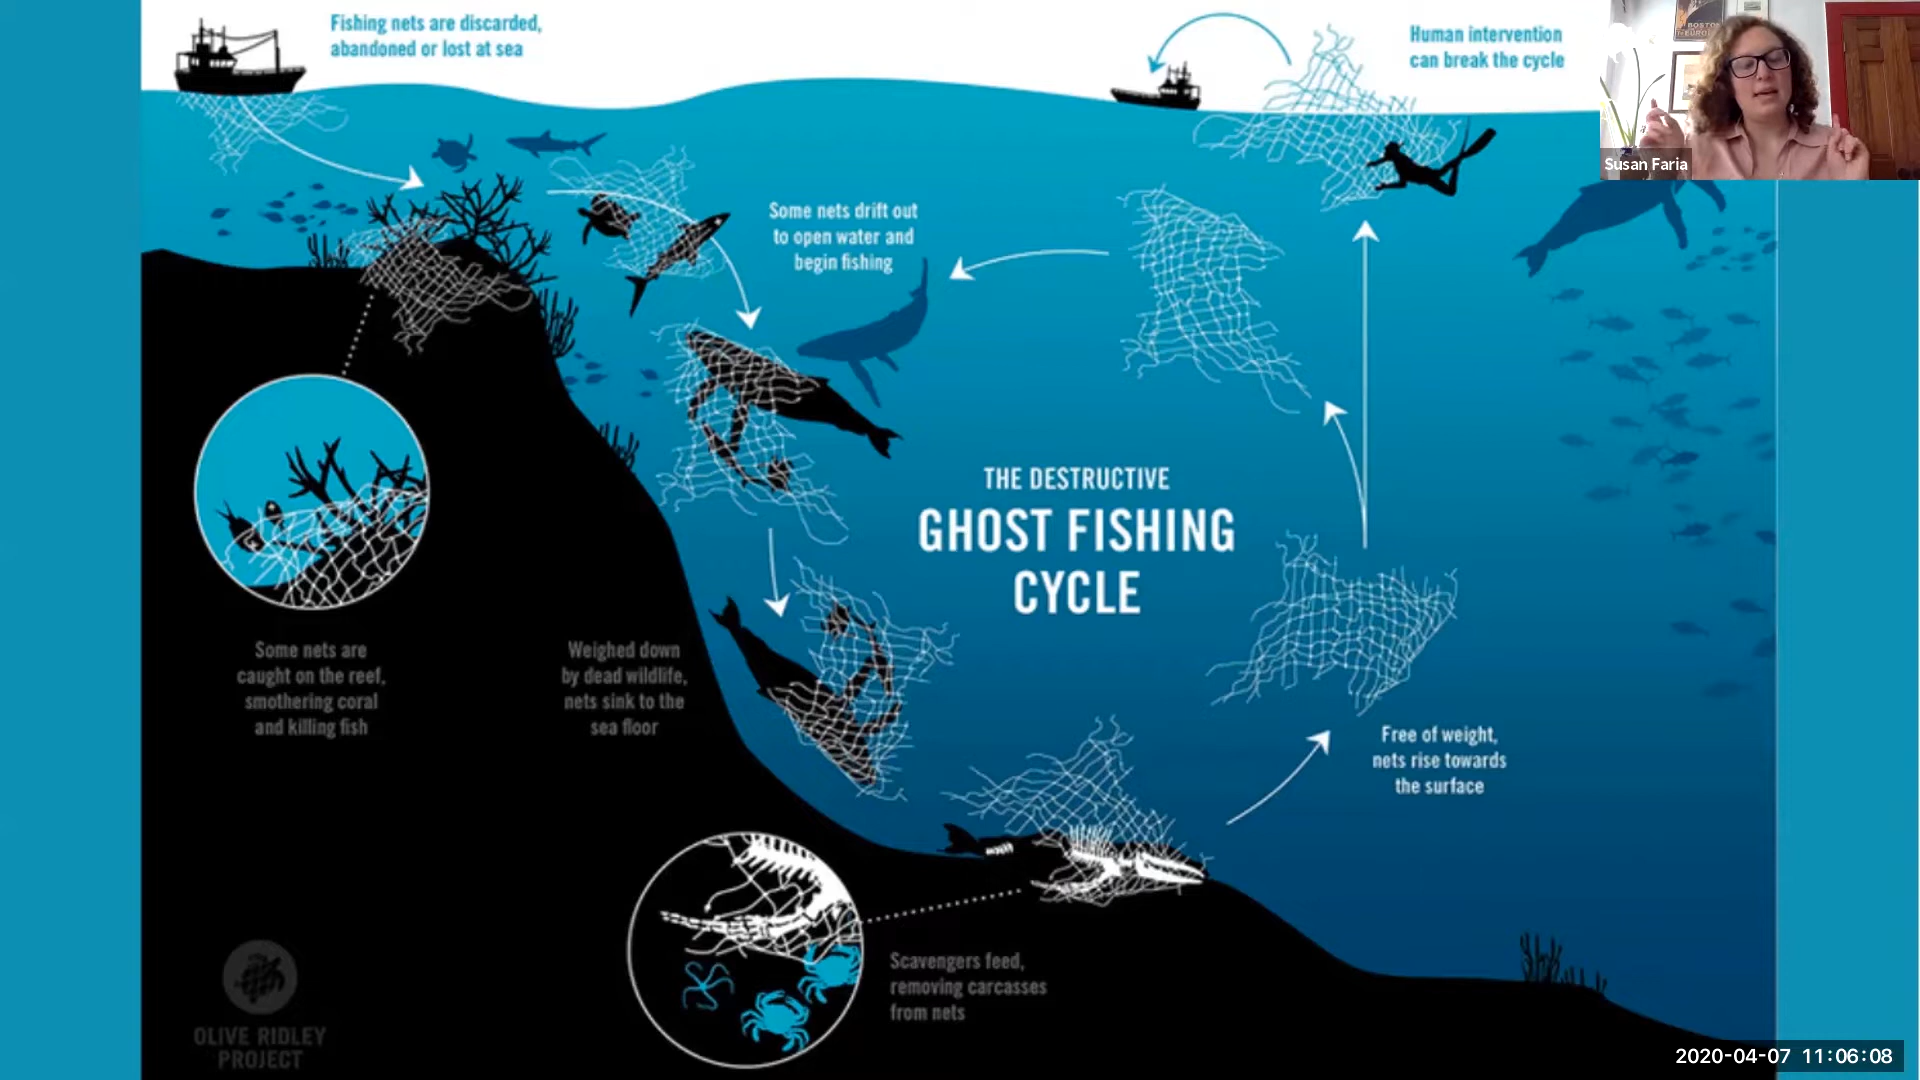 Fishing nets are discarded,
abandoned or lost at sea
Human intervention
can break the cycle
BOSTON
Susan Faria
Some nets drift out
to open water and
begin fishing
THE DESTRUCTIVE
GHOST FISHING
CYCLE
Some nets are
caught on the reef,
smothering coral
and killing fish
Weighed down
by dead wildlife,
nets sink to the
sea floor
Free of weight,
nets rise towards
the surface
Scavengers feed,
removing carcasses
from nets
OLIVE RIDLEY
PROJECT
2020-04-07 11:06:08